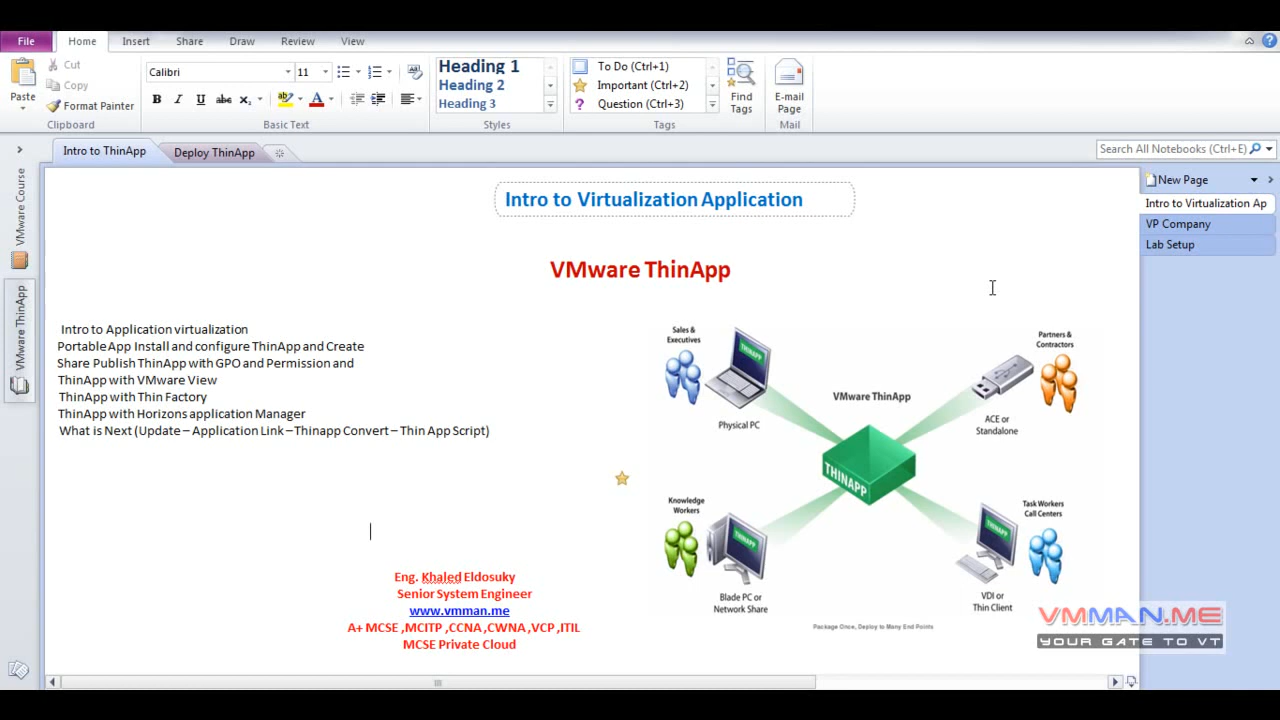 File Home Insert Share Draw Review View
Cut
Copy
Paste
Format Painter
Clipboard
Calibri 11
B I U abc X₂ A
Basic Text
Heading 1
Heading 2
Heading 3
Styles
To Do (Ctrl+1)
Important (Ctrl+2)
Question (Ctrl+3)
Tags
Find
Tags
E-mail
Page
Mail
Intro to ThinApp Deploy ThinApp
Search All Notebooks (Ctrl+E)
VMware Course
VMware ThinApp
New Page
Intro to Virtualization Ap
VP Company
Lab Setup
Intro to Virtualization Application
VMware ThinApp
Intro to Application virtualization
PortableApp Install and configure ThinApp and Create
Share Publish ThinApp with GPO and Permission and
ThinApp with VMware View
ThinApp with Thin Factory
ThinApp with Horizons application Manager
What is Next (Update – Application Link –Thinapp Convert – Thin App Script)
Sales &
Executives
THINAPP
Physical PC
VMware ThinApp
THINAPP
Partners &
Contractors
ACE or
Standalone
Knowledge
Workers
THINAPP
Blade PC or
Network Share
Task Workers
Call Centers
THINAPP
VDI or
Thin Client
Package Once, Deploy to Many End Points
Eng. Khaled Eldosuky
Senior System Engineer
www.vmman.me
A+ MCSE ,MCITP ,CCNA ,CWNA ,VCP ,ITIL
MCSE Private Cloud
VMMAN.ME
YOUR GATE TO VT